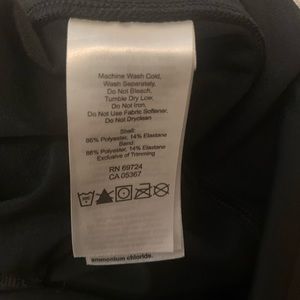 Machine Wash Cold,
Wash Separately,
Do Not Bleach,
Tumble Dry Low,
Do Not Iron,
Do Not Use Fabric Softener,
Do Not Dryclean
Shell:
86% Polyester, 14% Elastane
Band:
86% Polyester, 14% Elastane
Exclusive of Trimming
RN 69724
CA 05367
ammonium chloride.